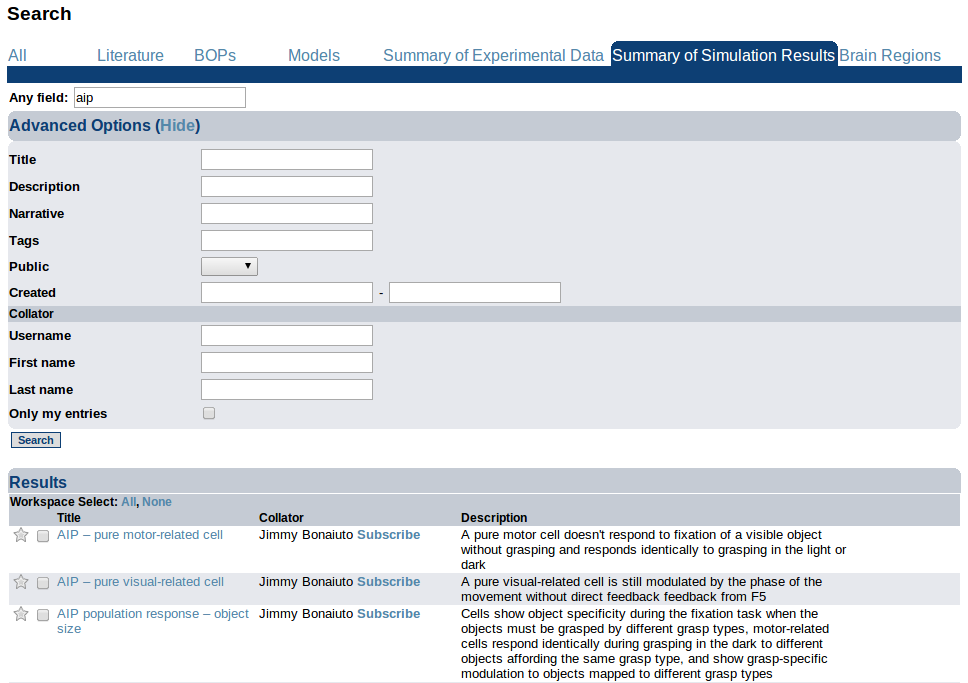 Search
All Literature BOPs Models Summary of Experimental Data Summary of Simulation Results Brain Regions
Any field: aip
Advanced Options (Hide)
Title
Description
Narrative
Tags
Public
Created -
Collator
Username
First name
Last name
Only my entries
Search
Results
Workspace Select: All, None
Title Collator Description
AIP – pure motor-related cell Jimmy Bonaiuto Subscribe A pure motor cell doesn't respond to fixation of a visible object
without grasping and responds identically to grasping in the light or
dark
AIP – pure visual-related cell Jimmy Bonaiuto Subscribe A pure visual-related cell is still modulated by the phase of the
movement without direct feedback feedback from F5
AIP population response – object Jimmy Bonaiuto Subscribe Cells show object specificity during the fixation task when the
size objects must be grasped by different grasp types, motor-related
cells respond identically during grasping in the dark to different
objects affording the same grasp type, and show grasp-specific
modulation to objects mapped to different grasp types